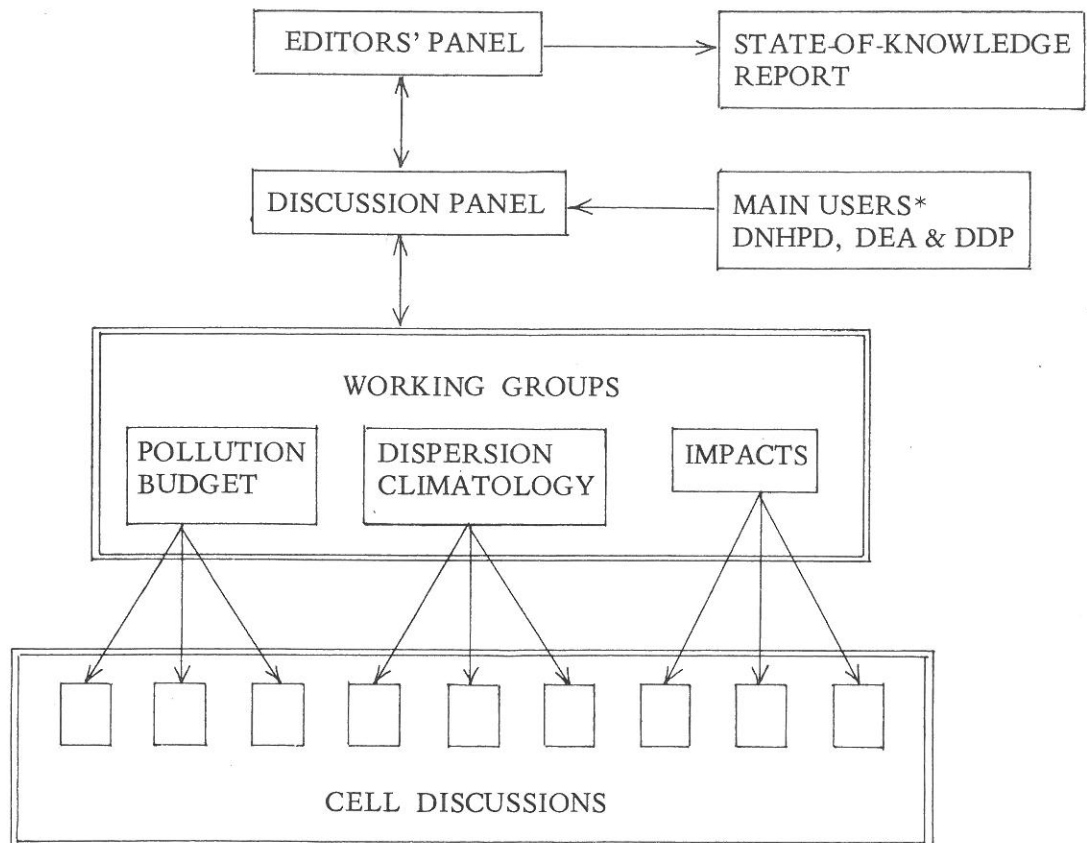 EDITORS' PANEL
STATE-OF-KNOWLEDGE
REPORT
DISCUSSION PANEL
MAIN USERS*
DNHPD, DEA & DDP
WORKING GROUPS
POLLUTION
BUDGET
DISPERSION
CLIMATOLOGY
IMPACTS
CELL DISCUSSIONS